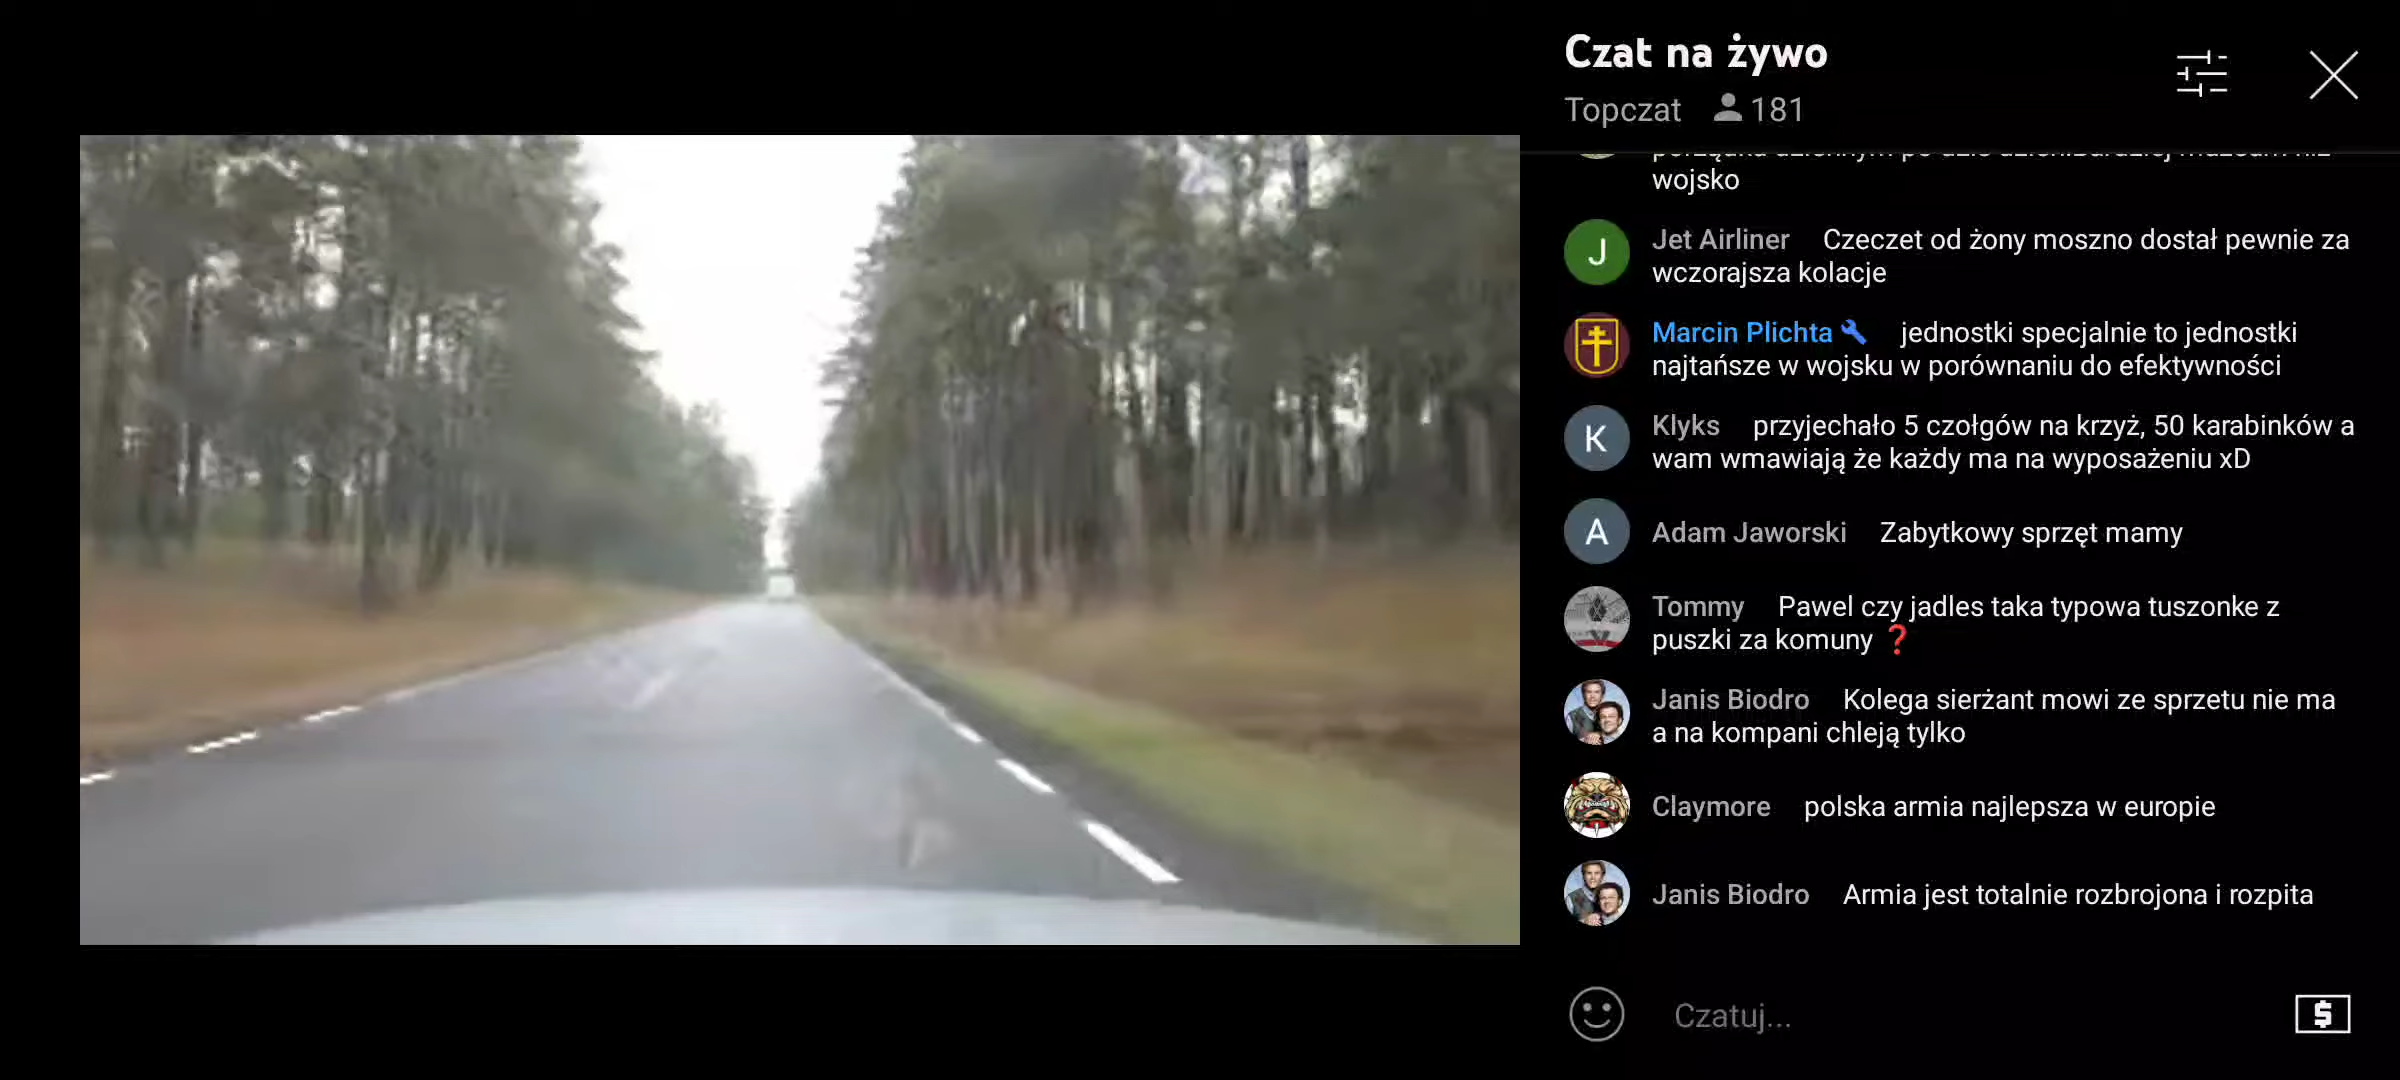 Czat na żywo
Topczat 181
wojsko
Jet Airliner Czeczet od żony moszno dostał pewnie za
wczorajsza kolacje
Marcin Plichta jednostki specjalnie to jednostki
najtańsze w wojsku w porównaniu do efektywności
Klyks przyjechało 5 czołgów na krzyż, 50 karabinków a
wam wmawiają że każdy ma na wyposażeniu xD
Adam Jaworski Zabytkowy sprzęt mamy
Tommy Pawel czy jadles taka typowa tuszonke z
puszki za komuny ❓
Janis Biodro Kolega sierżant mowi ze sprzetu nie ma
a na kompani chleją tylko
Claymore polska armia najlepsza w europie
Janis Biodro Armia jest totalnie rozbrojona i rozpita
Czatuj...